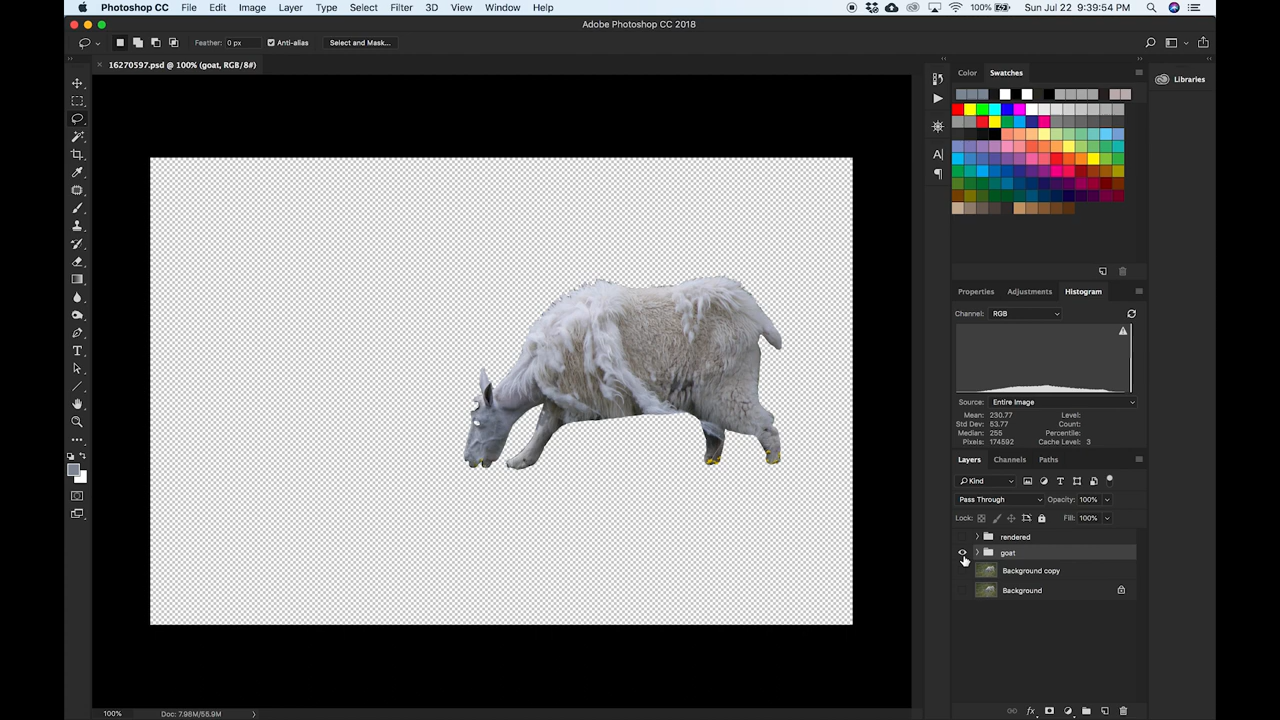 Photoshop CC File Edit Image Layer Type Select Filter 3D View Window Help 100% Sun Jul 22 9:39:54 PM
Adobe Photoshop CC 2018
Feather: 0 px Anti-alias Select and Mask...
16270597.psd @ 100% (goat, RGB/8#)
Color Swatches
Libraries
Properties Adjustments Histogram
Channel: RGB
Source: Entire Image
Mean: 230.77 Level:
Std Dev: 53.77 Count:
Median: 255 Percentile:
Pixels: 174592 Cache Level: 3
Layers Channels Paths
Kind
Pass Through Opacity: 100%
Lock: Fill: 100%
rendered
goat
Background copy
Background
100% Doc: 7.98M/55.9M